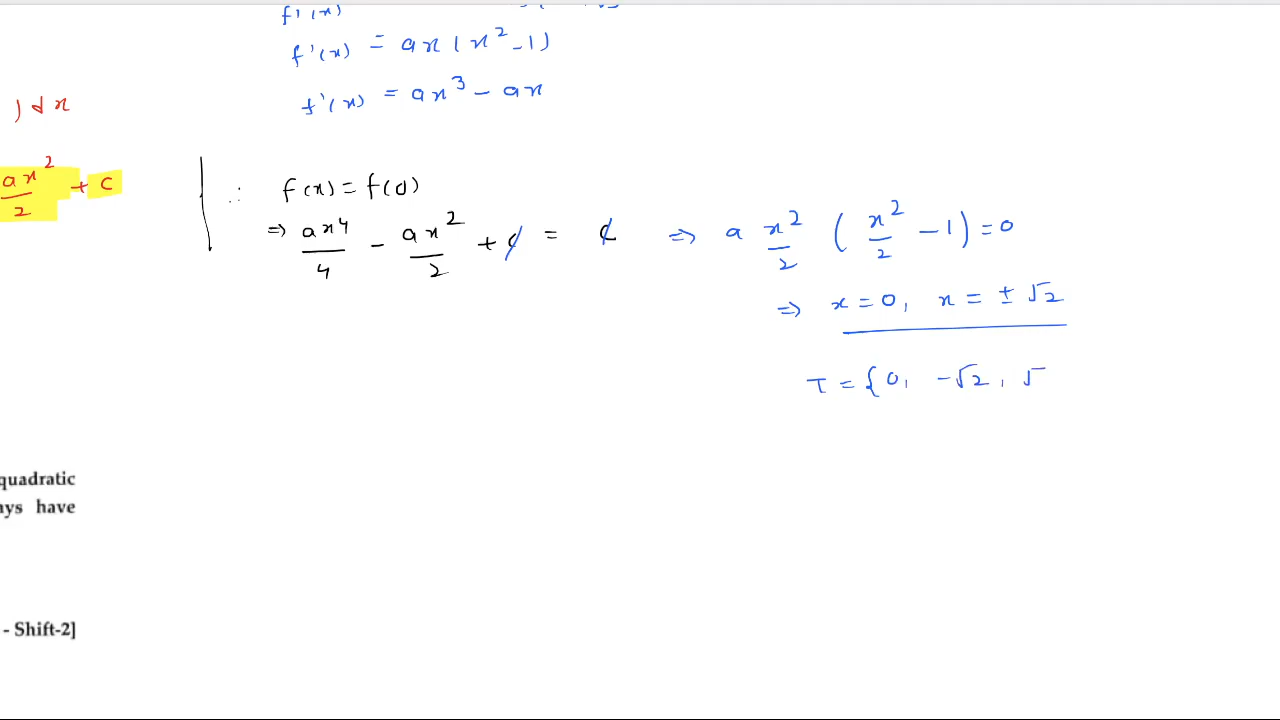 f'(x)
f'(x) = ax(x² - 1)
f'(x) = ax³ - ax
) dx
ax²/2 + c
∴ f(x) = f(0)
⇒ ax⁴/4 - ax²/2 + c = c ⇒ a x²/2 (x²/2 - 1) = 0
⇒ x = 0, x = ± √2
T = {0, -√2, √
quadratic
ays have
- Shift-2]